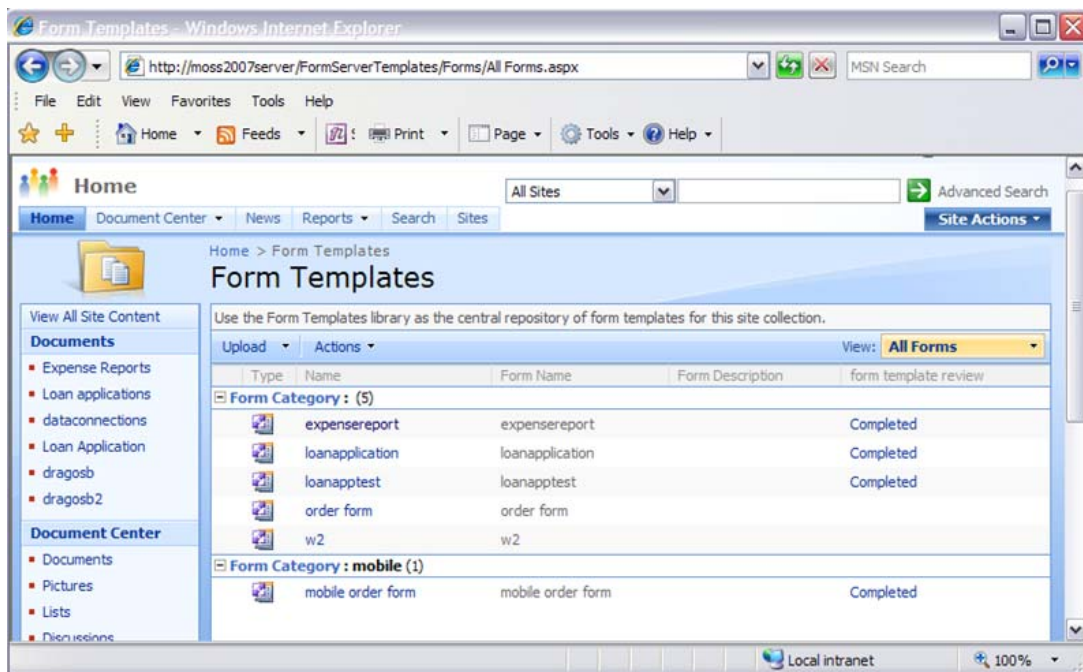 Form Templates - Windows Internet Explorer
http://moss2007server/FormServerTemplates/Forms/All Forms.aspx
MSN Search
File Edit View Favorites Tools Help
Home Feeds Print Page Tools Help
Home
All Sites
Advanced Search
Home Document Center News Reports Search Sites
Site Actions
Home > Form Templates
Form Templates
View All Site Content
Documents
Expense Reports
Loan applications
dataconnections
Loan Application
dragosb
dragosb2
Document Center
Documents
Pictures
Lists
Discussions
Use the Form Templates library as the central repository of form templates for this site collection.
Upload Actions View: All Forms
Type Name Form Name Form Description form template review
Form Category : (5)
expensereport expensereport Completed
loanapplication loanapplication Completed
loanapptest loanapptest Completed
order form order form
w2 w2
Form Category : mobile (1)
mobile order form mobile order form Completed
Local intranet 100%